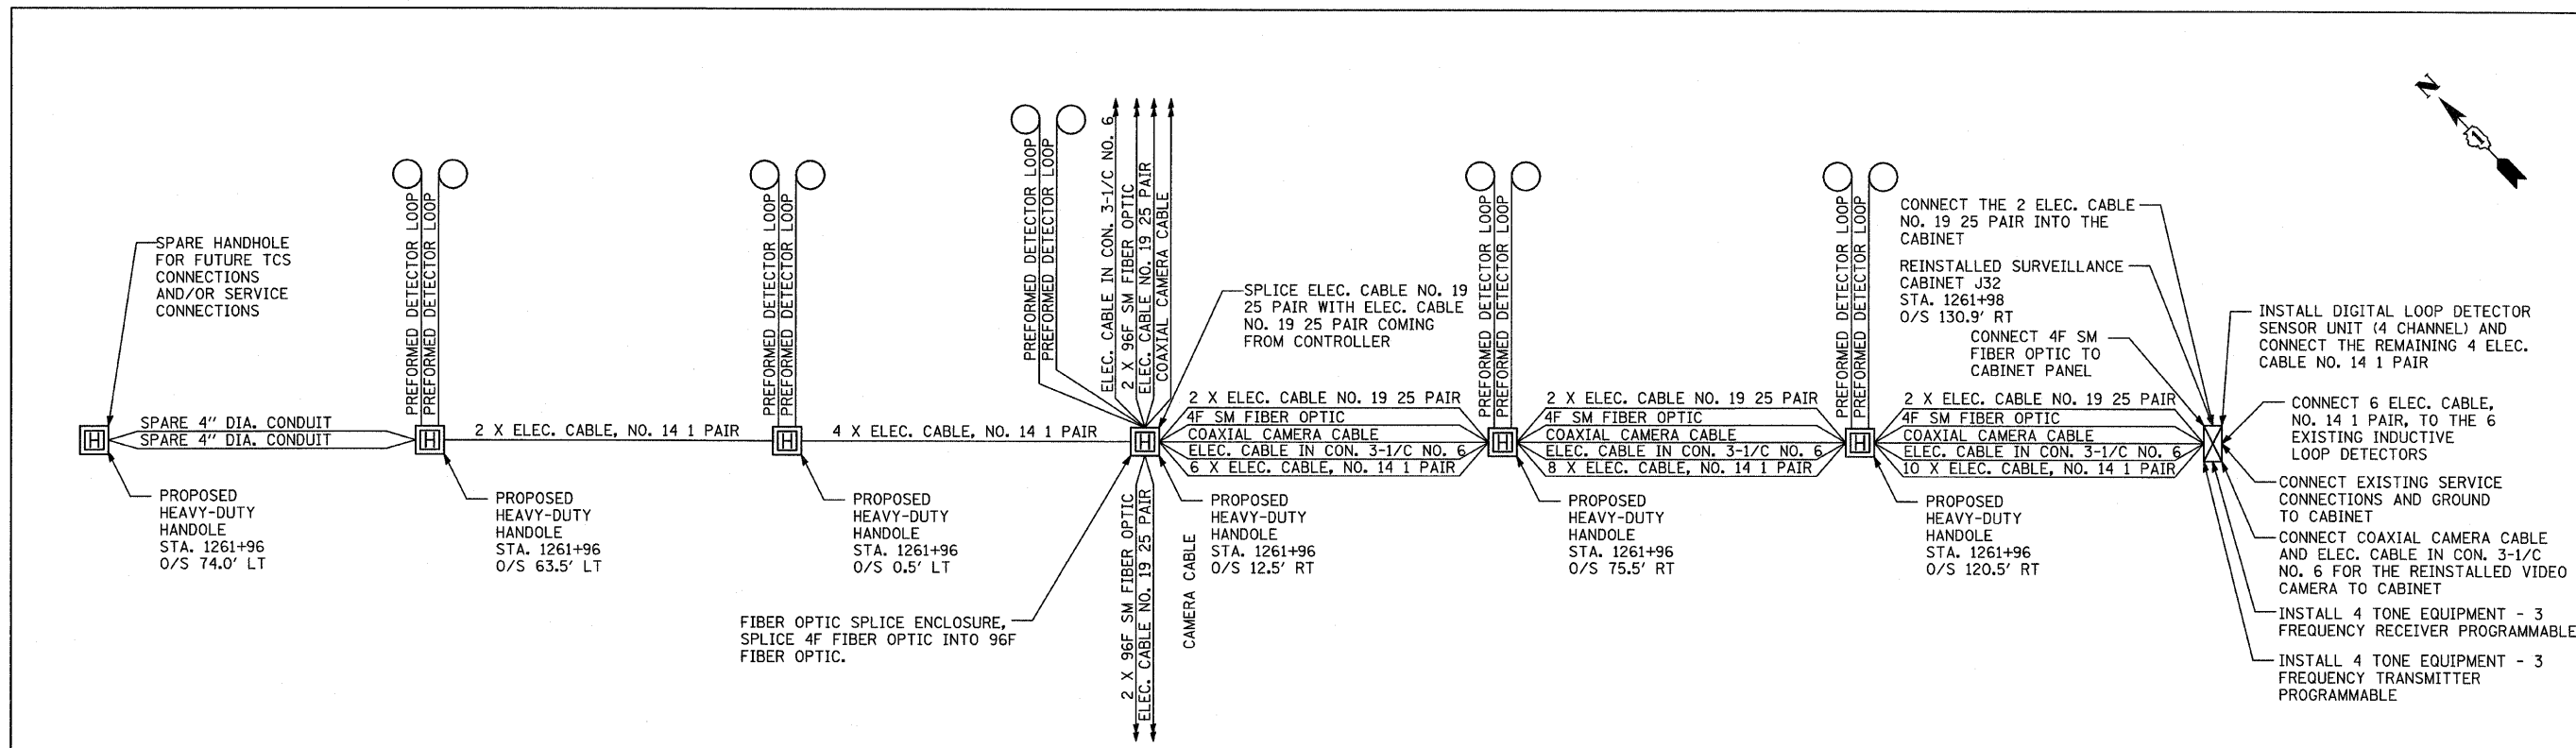 N
1
SPARE HANDHOLE
FOR FUTURE TCS
CONNECTIONS
AND/OR SERVICE
CONNECTIONS
SPARE 4" DIA. CONDUIT
SPARE 4" DIA. CONDUIT
H
PROPOSED
HEAVY-DUTY
HANDOLE
STA. 1261+96
O/S 74.0' LT
PREFORMED DETECTOR LOOP
PREFORMED DETECTOR LOOP
H
2 X ELEC. CABLE, NO. 14 1 PAIR
PROPOSED
HEAVY-DUTY
HANDOLE
STA. 1261+96
O/S 63.5' LT
PREFORMED DETECTOR LOOP
PREFORMED DETECTOR LOOP
H
4 X ELEC. CABLE, NO. 14 1 PAIR
PROPOSED
HEAVY-DUTY
HANDOLE
STA. 1261+96
O/S 0.5' LT
PREFORMED DETECTOR LOOP
PREFORMED DETECTOR LOOP
ELEC. CABLE IN CON. 3-1/C NO. 6
2 X 96F SM FIBER OPTIC
ELEC. CABLE NO. 19 25 PAIR
COAXIAL CAMERA CABLE
H
SPLICE ELEC. CABLE NO. 19
25 PAIR WITH ELEC. CABLE
NO. 19 25 PAIR COMING
FROM CONTROLLER
2 X ELEC. CABLE NO. 19 25 PAIR
4F SM FIBER OPTIC
COAXIAL CAMERA CABLE
ELEC. CABLE IN CON. 3-1/C NO. 6
6 X ELEC. CABLE, NO. 14 1 PAIR
PROPOSED
HEAVY-DUTY
HANDOLE
STA. 1261+96
O/S 12.5' RT
FIBER OPTIC SPLICE ENCLOSURE,
SPLICE 4F FIBER OPTIC INTO 96F
FIBER OPTIC.
2 X 96F SM FIBER OPTIC
ELEC. CABLE NO. 19 25 PAIR
CAMERA CABLE
PREFORMED DETECTOR LOOP
PREFORMED DETECTOR LOOP
H
2 X ELEC. CABLE NO. 19 25 PAIR
4F SM FIBER OPTIC
COAXIAL CAMERA CABLE
ELEC. CABLE IN CON. 3-1/C NO. 6
8 X ELEC. CABLE, NO. 14 1 PAIR
PROPOSED
HEAVY-DUTY
HANDOLE
STA. 1261+96
O/S 75.5' RT
PREFORMED DETECTOR LOOP
PREFORMED DETECTOR LOOP
H
2 X ELEC. CABLE NO. 19 25 PAIR
4F SM FIBER OPTIC
COAXIAL CAMERA CABLE
ELEC. CABLE IN CON. 3-1/C NO. 6
10 X ELEC. CABLE, NO. 14 1 PAIR
PROPOSED
HEAVY-DUTY
HANDOLE
STA. 1261+96
O/S 120.5' RT
CONNECT THE 2 ELEC. CABLE
NO. 19 25 PAIR INTO THE
CABINET
REINSTALLED SURVEILLANCE
CABINET J32
STA. 1261+98
O/S 130.9' RT
CONNECT 4F SM
FIBER OPTIC TO
CABINET PANEL
INSTALL DIGITAL LOOP DETECTOR
SENSOR UNIT (4 CHANNEL) AND
CONNECT THE REMAINING 4 ELEC.
CABLE NO. 14 1 PAIR
CONNECT 6 ELEC. CABLE,
NO. 14 1 PAIR, TO THE 6
EXISTING INDUCTIVE
LOOP DETECTORS
CONNECT EXISTING SERVICE
CONNECTIONS AND GROUND
TO CABINET
CONNECT COAXIAL CAMERA CABLE
AND ELEC. CABLE IN CON. 3-1/C
NO. 6 FOR THE REINSTALLED VIDEO
CAMERA TO CABINET
INSTALL 4 TONE EQUIPMENT - 3
FREQUENCY RECEIVER PROGRAMMABLE
INSTALL 4 TONE EQUIPMENT - 3
FREQUENCY TRANSMITTER
PROGRAMMABLE